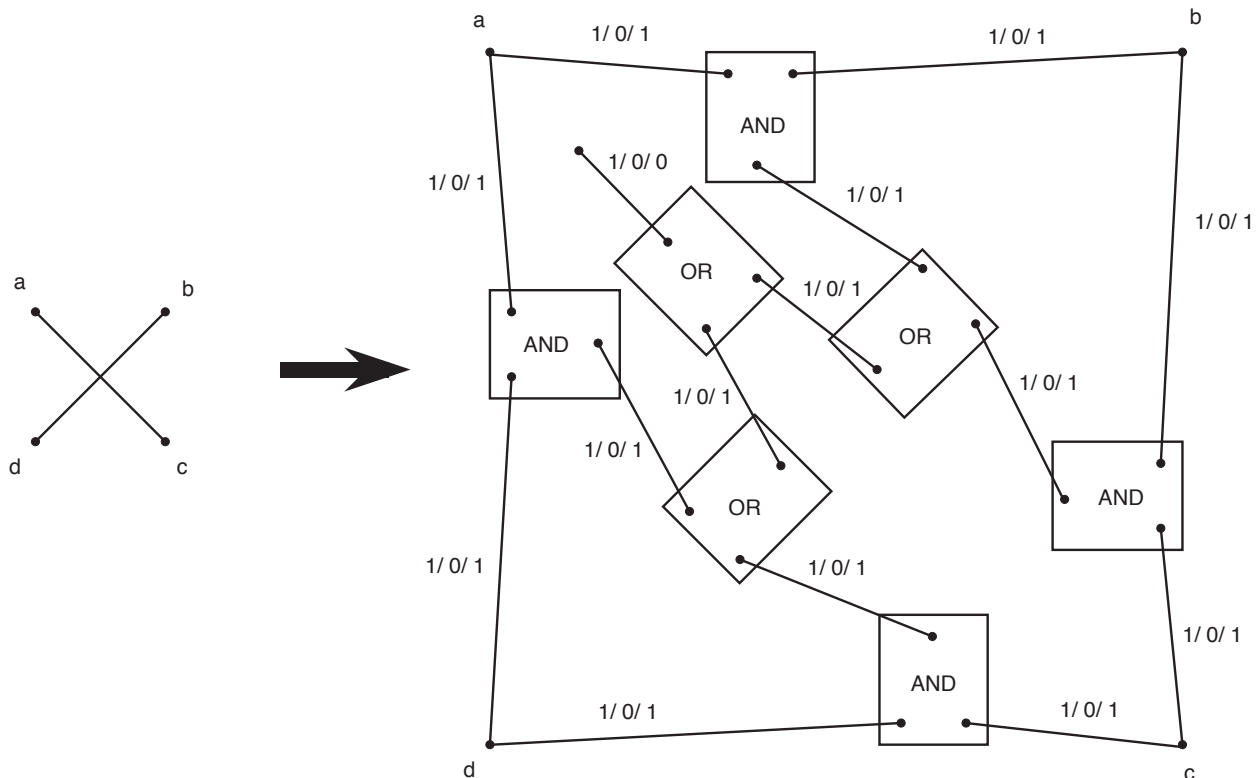 a
b
1/ 0/ 1
1/ 0/ 1
AND
1/ 0/ 0
1/ 0/ 1
1/ 0/ 1
1/ 0/ 1
OR
a
b
1/ 0/ 1
OR
AND
1/ 0/ 1
1/ 0/ 1
1/ 0/ 1
d
c
AND
OR
1/ 0/ 1
1/ 0/ 1
1/ 0/ 1
AND
1/ 0/ 1
1/ 0/ 1
d
c